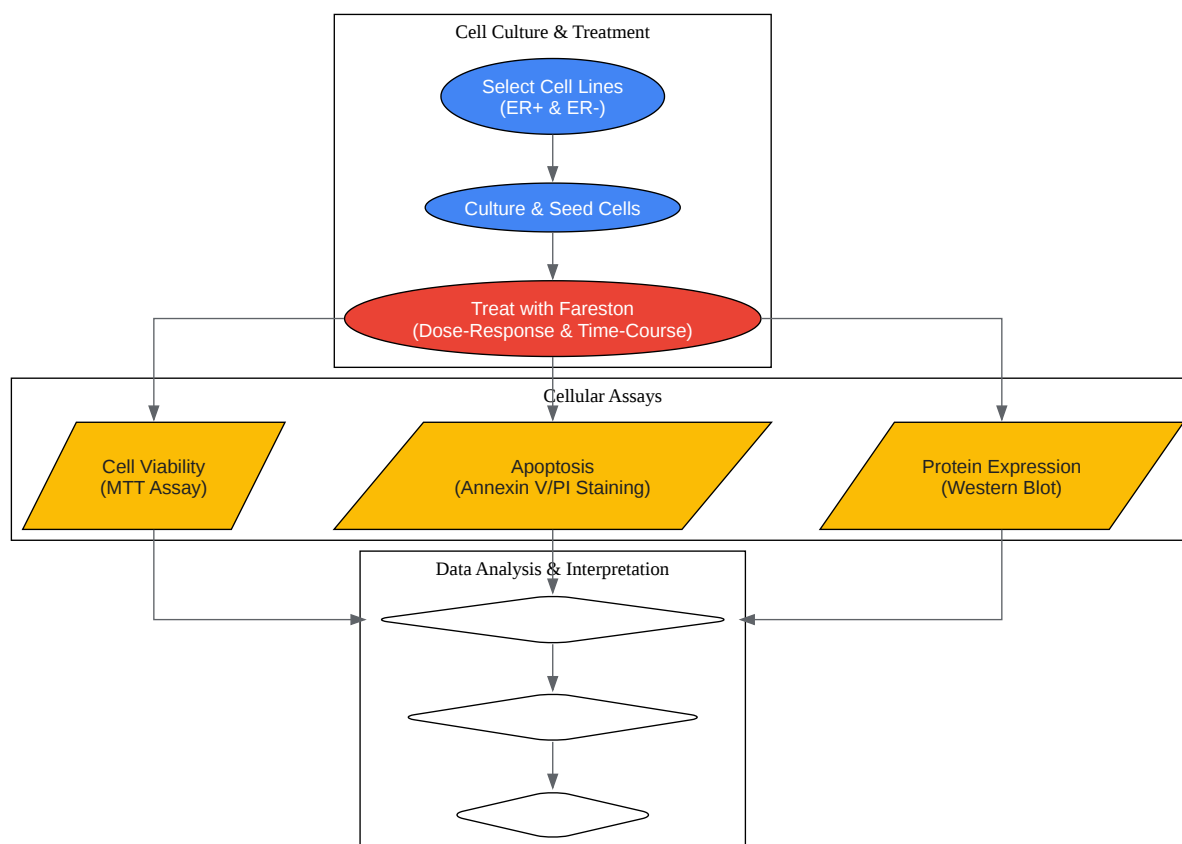 Cell Culture & Treatment
Select Cell Lines
(ER+ & ER-)
Culture & Seed Cells
Treat with Fareston
(Dose-Response & Time-Course)
Cellular Assays
Cell Viability
(MTT Assay)
Apoptosis
(Annexin V/PI Staining)
Protein Expression
(Western Blot)
Data Analysis & Interpretation